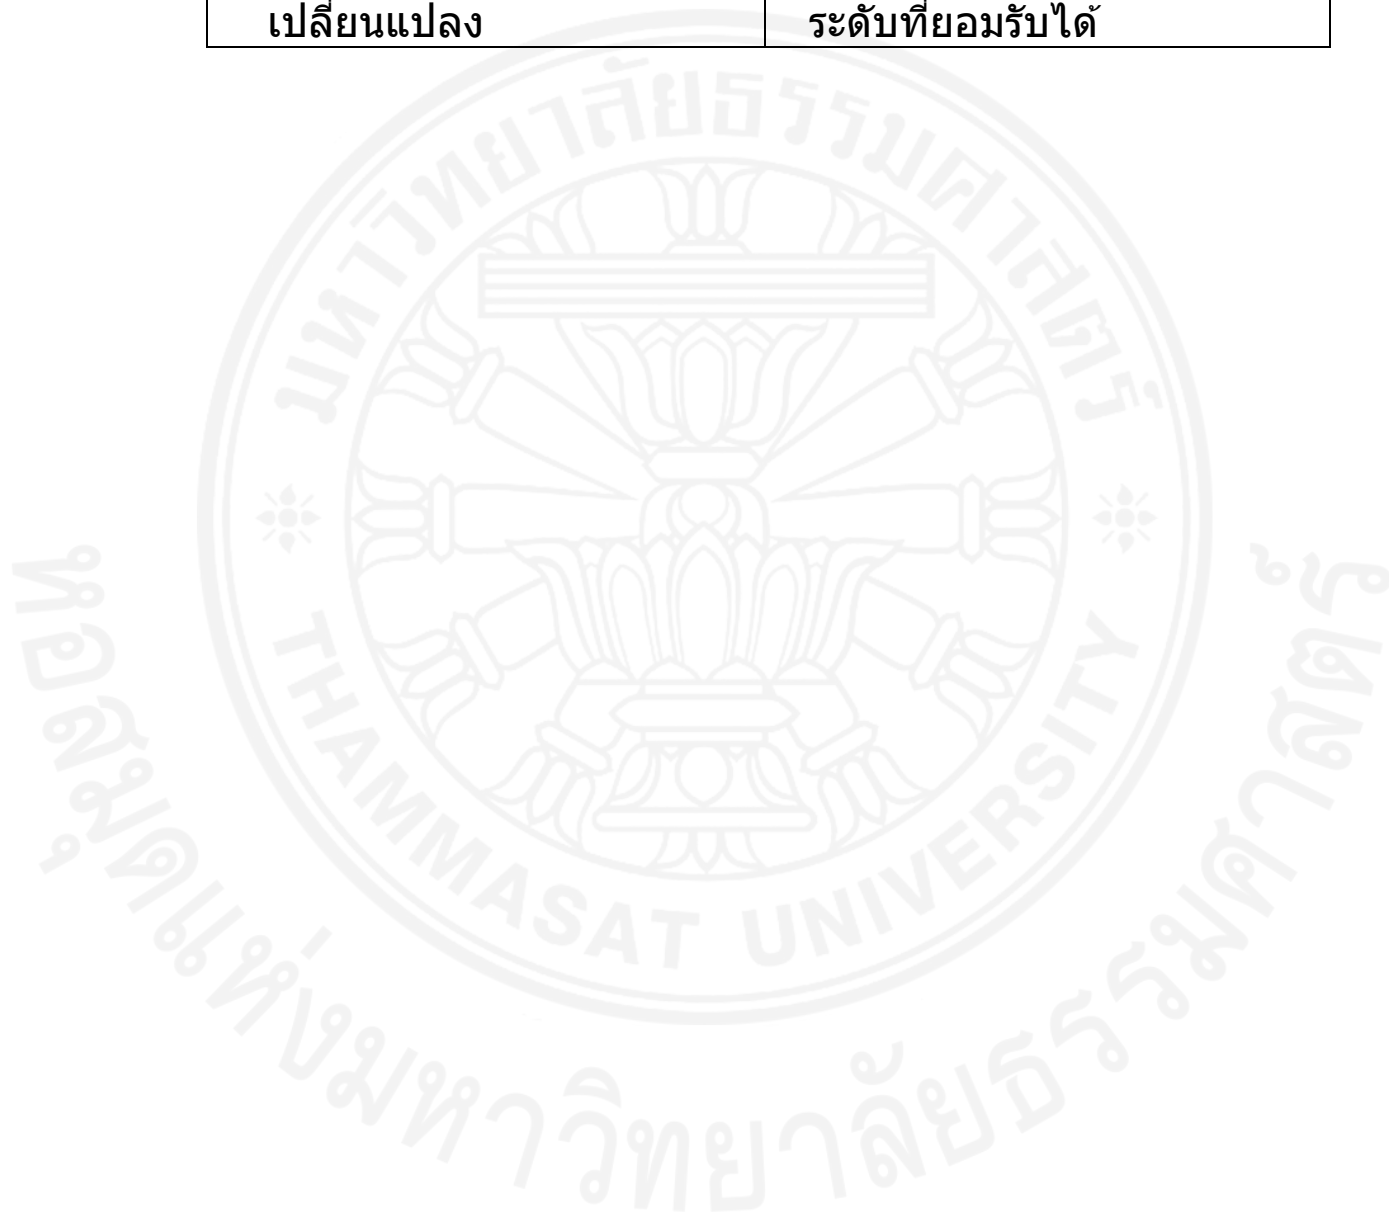 เปลี่ยนแปลง ระดับที่ยอมรับได้
มหาวิทยาลัยธรรมศาสตร์
THAMMASAT UNIVERSITY
หอสมุดแห่งมหาวิทยาลัยธรรมศาสตร์